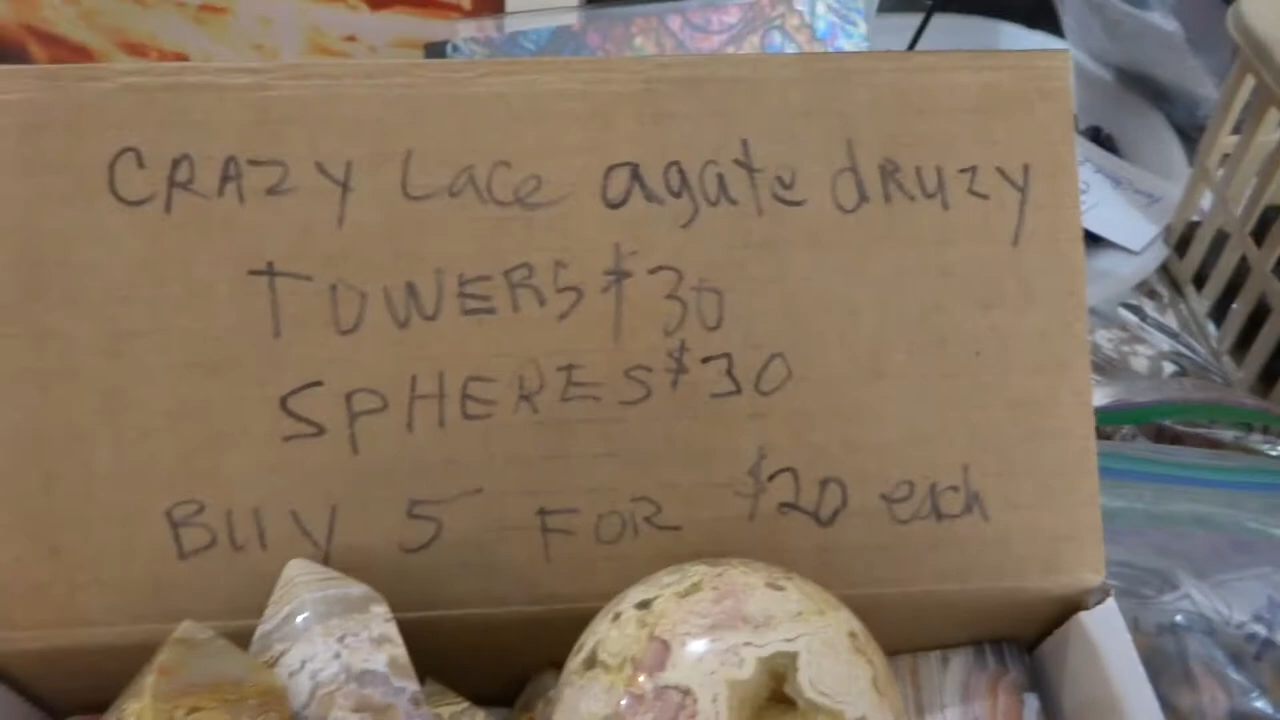 CRAZY Lace agate dRuzy
TOWERS $30
SPHERES $30
BUY 5 FOR $20 each